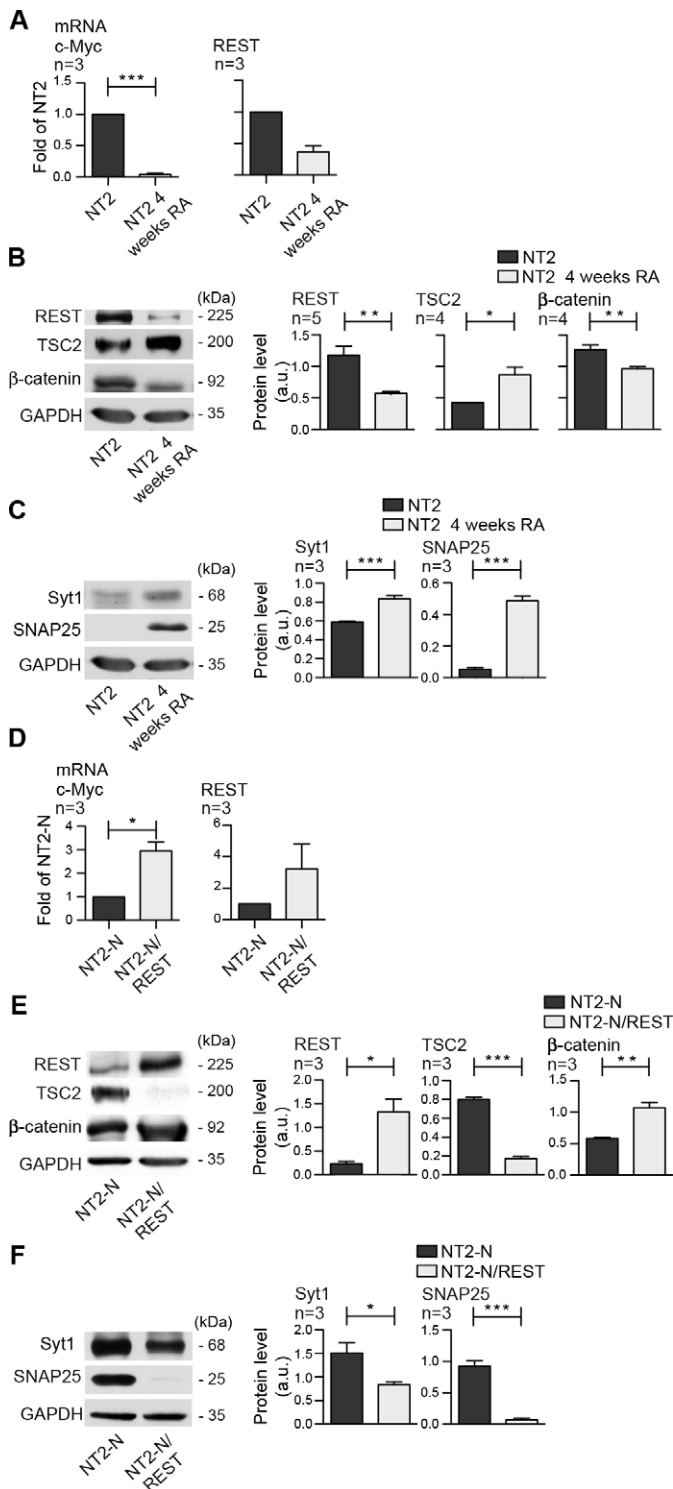 A
mRNA
c-Myc
n=3
***
Fold of NT2
1.5
1.0
0.5
0.0
NT2
NT2 4
weeks RA
REST
n=3
NT2
NT2 4
weeks RA
B
(kDa)
REST - 225
TSC2 - 200
β-catenin - 92
GAPDH - 35
NT2
NT2 4
weeks RA
NT2
NT2 4 weeks RA
REST
n=5
**
Protein level
(a.u.)
1.5
1.0
0.5
0.0
TSC2
n=4
*
β-catenin
n=4
**
C
(kDa)
Syt1 - 68
SNAP25 - 25
GAPDH - 35
NT2
NT2 4
weeks RA
NT2
NT2 4 weeks RA
Syt1
n=3
***
Protein level
(a.u.)
1.0
0.8
0.6
0.4
0.2
0.0
SNAP25
n=3
***
0.6
0.4
0.2
0.0
D
mRNA
c-Myc
n=3
*
Fold of NT2-N
4
3
2
1
0
NT2-N
NT2-N/
REST
REST
n=3
6
4
2
0
NT2-N
NT2-N/
REST
E
(kDa)
REST - 225
TSC2 - 200
β-catenin - 92
GAPDH - 35
NT2-N
NT2-N/
REST
NT2-N
NT2-N/REST
REST
n=3
*
Protein level
(a.u.)
2.0
1.5
1.0
0.5
0.0
TSC2
n=3
***
1.0
0.8
0.6
0.4
0.2
0.0
β-catenin
n=3
**
1.5
1.0
0.5
0.0
F
(kDa)
Syt1 - 68
SNAP25 - 25
GAPDH - 35
NT2-N
NT2-N/
REST
NT2-N
NT2-N/REST
Syt1
n=3
*
Protein level
(a.u.)
2.0
1.5
1.0
0.5
0.0
SNAP25
n=3
***
1.5
1.0
0.5
0.0